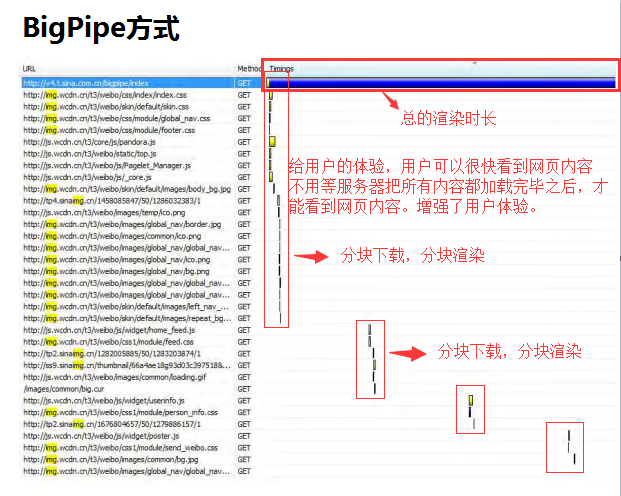 BigPipe方式
URL Method Timings
http://v4.t.sina.com.cn/bigpipe/index GET
http://img.wcdn.cn/t3/weibo/css/index/index.css GET
http://img.wcdn.cn/t3/weibo/skin/default/skin.css GET
http://img.wcdn.cn/t3/weibo/css/module/global_nav.css GET
http://img.wcdn.cn/t3/weibo/css/module/footer.css GET
总的渲染时长
http://js.wcdn.cn/t3/core/js/pandora.js GET
http://js.wcdn.cn/t3/weibo/static/top.js GET
http://js.wcdn.cn/t3/weibo/js/Pagelet_Manager.js GET
http://js.wcdn.cn/t3/weibo/js/_core.js GET
http://img.wcdn.cn/t3/weibo/skin/default/images/body_bg.jpg GET
http://tp4.sinaimg.cn/1458085847/50/1286032383/1 GET
给用户的体验，用户可以很快看到网页内容
不用等服务器把所有内容都加载完毕之后，才
能看到网页内容。增强了用户体验。
http://js.wcdn.cn/t3/weibo/images/temp/ico.png GET
http://img.wcdn.cn/t3/weibo/images/global_nav/border.jpg GET
http://img.wcdn.cn/t3/weibo/images/common/ico.png GET
http://img.wcdn.cn/t3/weibo/images/global_nav/global_nav... GET
http://img.wcdn.cn/t3/weibo/images/global_nav/ico.png GET
分块下载，分块渲染
http://img.wcdn.cn/t3/weibo/images/global_nav/bg.png GET
http://img.wcdn.cn/t3/weibo/images/global_nav/global_nav... GET
http://img.wcdn.cn/t3/weibo/images/global_nav/global_nav... GET
http://img.wcdn.cn/t3/weibo/skin/default/images/left_nav_... GET
http://img.wcdn.cn/t3/weibo/skin/default/images/repeat_bg... GET
http://js.wcdn.cn/t3/weibo/js/widget/home_feed.js GET
http://img.wcdn.cn/t3/weibo/css1/module/feed.css GET
http://tp2.sinaimg.cn/1282005885/50/1283203874/1 GET
分块下载，分块渲染
http://ss9.sinaimg.cn/thumbnail/66a4ae18g93d03c397518&... GET
http://js.wcdn.cn/t3/weibo/images/common/loading.gif GET
/images/common/big.cur GET
http://js.wcdn.cn/t3/weibo/js/widget/userinfo.js GET
http://img.wcdn.cn/t3/weibo/css1/module/person_info.css GET
http://tp2.sinaimg.cn/1676804657/50/1279886157/1 GET
http://js.wcdn.cn/t3/weibo/js/widget/poster.js GET
http://img.wcdn.cn/t3/weibo/css1/module/send_weibo.css GET
http://img.wcdn.cn/t3/weibo/images/common/bg.jpg GET
http://img.wcdn.cn/t3/weibo/images/global_nav/global_nav... GET